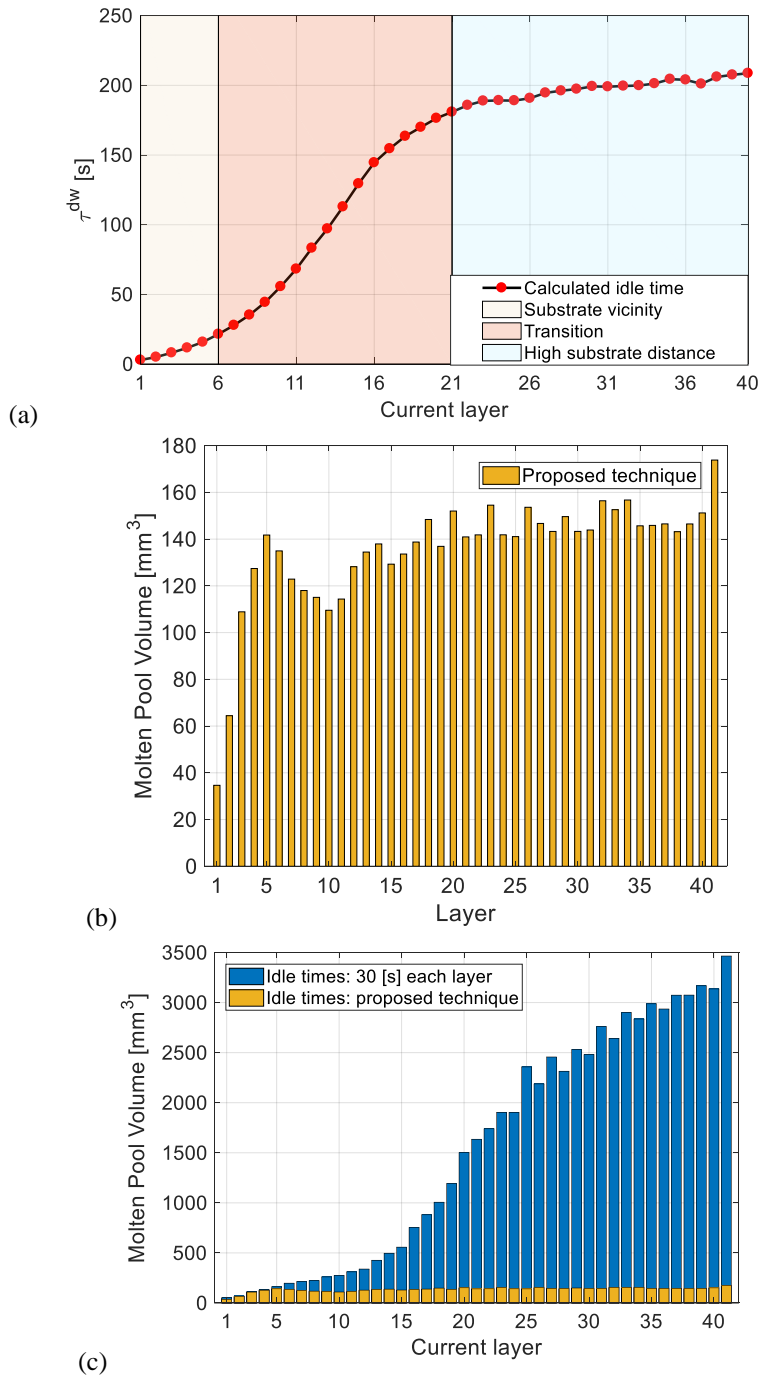 250
200
150
100
50
0
τ^dw [s]
Calculated idle time
Substrate vicinity
Transition
High substrate distance
1 6 11 16 21 26 31 36 40
Current layer
(a)
180
160
140
120
100
80
60
40
20
0
Molten Pool Volume [mm³]
Proposed technique
1 5 10 15 20 25 30 35 40
Layer
(b)
3500
3000
2500
2000
1500
1000
500
0
Molten Pool Volume [mm³]
Idle times: 30 [s] each layer
Idle times: proposed technique
1 5 10 15 20 25 30 35 40
Current layer
(c)